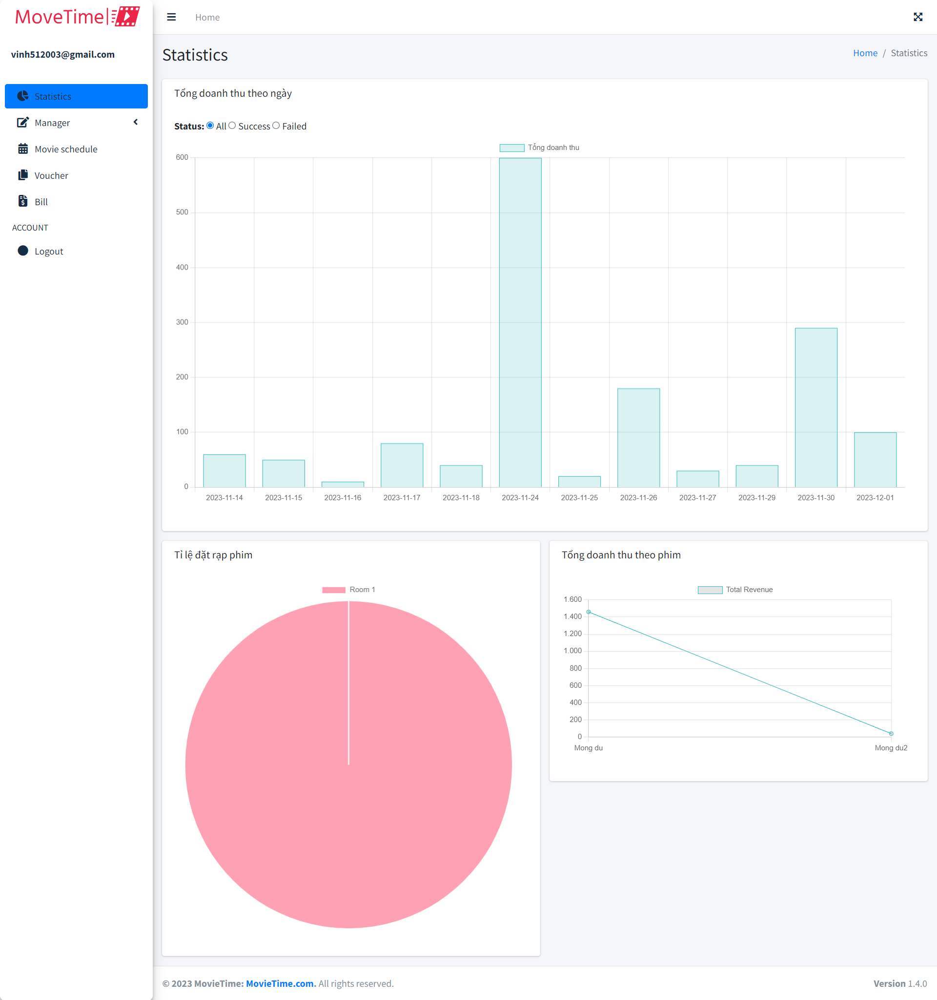 MoveTime
Home
vinh512003@gmail.com
Statistics
Manager
Movie schedule
Voucher
Bill
ACCOUNT
Logout
Statistics
Home / Statistics
Tổng doanh thu theo ngày
Status: All Success Failed
Tổng doanh thu
600
500
400
300
200
100
0
2023-11-14 2023-11-15 2023-11-16 2023-11-17 2023-11-18 2023-11-24 2023-11-25 2023-11-26 2023-11-27 2023-11-29 2023-11-30 2023-12-01
Tỉ lệ đặt rạp phim
Room 1
Tổng doanh thu theo phim
Total Revenue
1.600
1.400
1.200
1.000
800
600
400
200
0
Mong du Mong du2
© 2023 MovieTime: MovieTime.com. All rights reserved.
Version 1.4.0